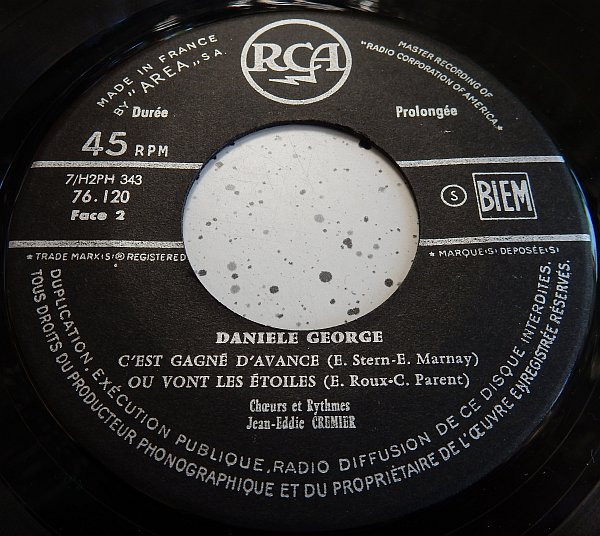 RCA
MADE IN FRANCE
BY "AREA" S.A.
MASTER RECORDING OF
"RADIO CORPORATION OF AMERICA"
Durée
Prolongée
45 RPM
7/H2PH 343
76.120
Face 2
S
BIEM
* TRADE MARK(S)® REGISTERED
* MARQUE(S) DEPOSÉE(S)
DANIELE GEORGE
C'EST GAGNÉ D'AVANCE (E. Stern-E. Marnay)
OU VONT LES ÉTOILES (E. Roux-C. Parent)
Chœurs et Rythmes
Jean-Eddie CREMIER
DUPLICATION, EXÉCUTION PUBLIQUE, RADIO DIFFUSION DE CE DISQUE INTERDITES.
TOUS DROITS DU PRODUCTEUR PHONOGRAPHIQUE ET DU PROPRIÉTAIRE DE L'ŒUVRE ENREGISTRÉE RÉSERVÉS.